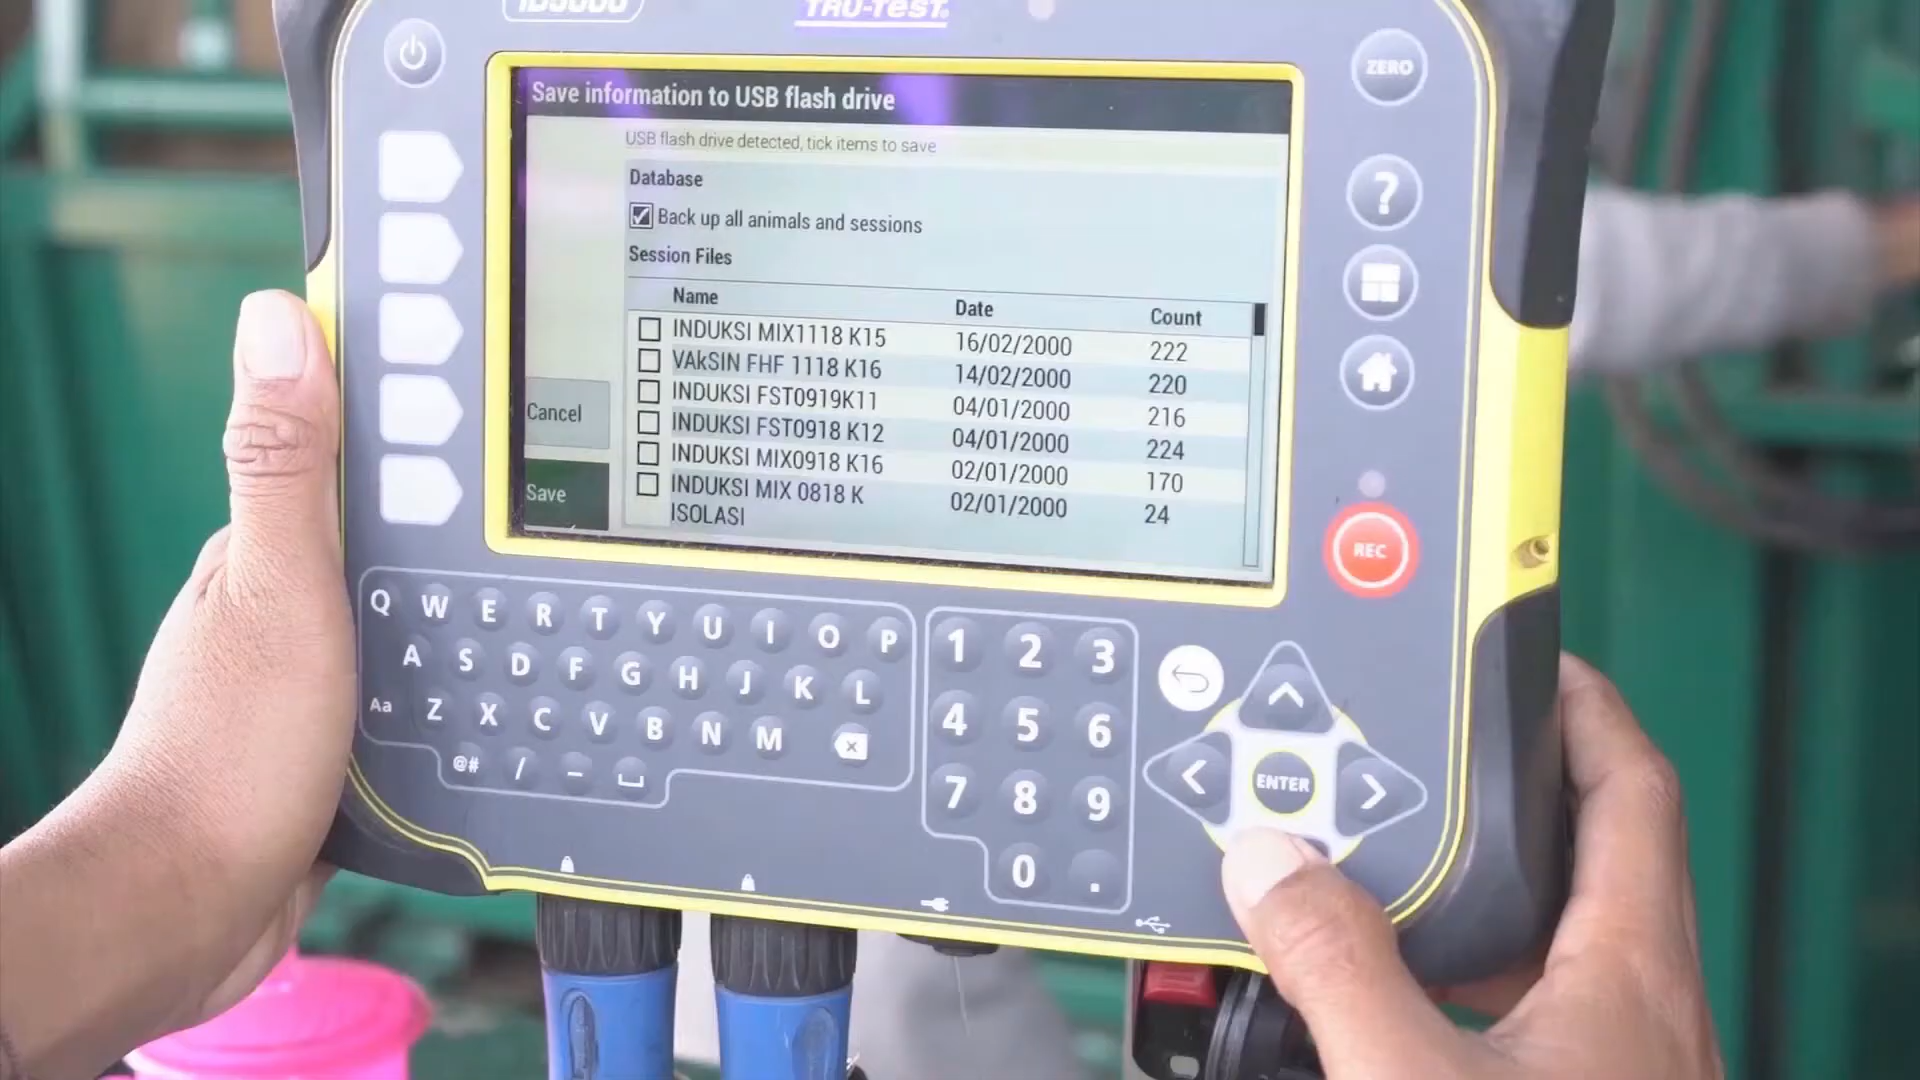 ID5000
TRU-TEST
ZERO
Save information to USB flash drive
USB flash drive detected, tick items to save
Database
Back up all animals and sessions
Session Files
Name Date Count
INDUKSI MIX1118 K15 16/02/2000 222
VAkSIN FHF 1118 K16 14/02/2000 220
INDUKSI FST0919K11 04/01/2000 216
INDUKSI FST0918 K12 04/01/2000 224
INDUKSI MIX0918 K16 02/01/2000 170
INDUKSI MIX 0818 K 02/01/2000 24
ISOLASI
Cancel
Save
?
REC
Q W E R T Y U I O P
A S D F G H J K L
Aa Z X C V B N M
@# / –
1 2 3
4 5 6
7 8 9
0 .
ENTER